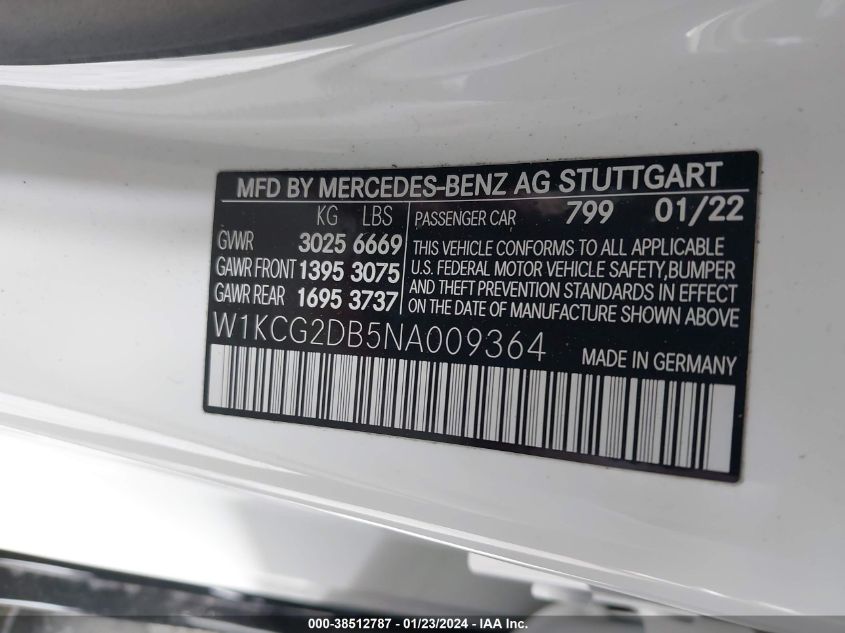 MFD BY MERCEDES-BENZ AG STUTTGART
KG LBS PASSENGER CAR 799 01/22
GVWR 3025 6669 THIS VEHICLE CONFORMS TO ALL APPLICABLE
GAWR FRONT 1395 3075 U.S. FEDERAL MOTOR VEHICLE SAFETY,BUMPER
GAWR REAR 1695 3737 AND THEFT PREVENTION STANDARDS IN EFFECT
ON THE DATE OF MANUFACTURE SHOWN ABOVE
W1KCG2DB5NA009364 MADE IN GERMANY
000-38512787 - 01/23/2024 - WWW.IAAI.COM